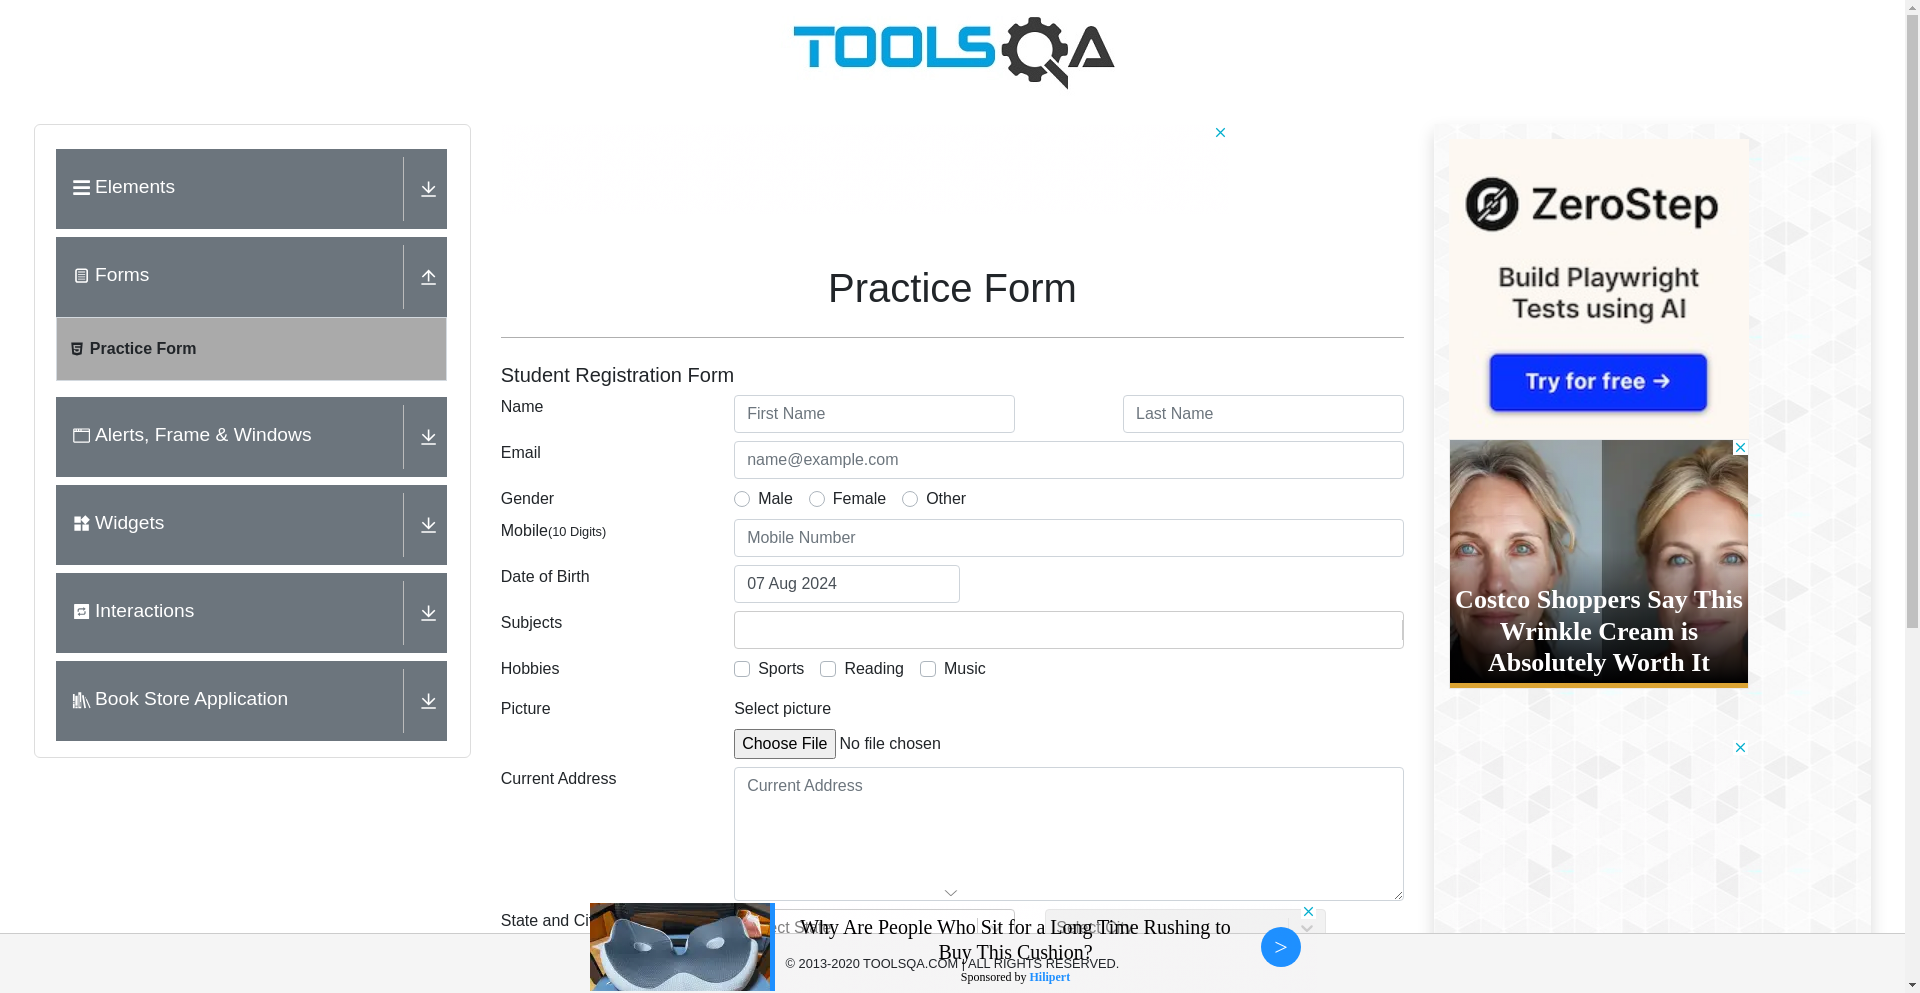 TOOLSQA
Elements
Forms
Practice Form
Alerts, Frame & Windows
Widgets
Interactions
Book Store Application
Practice Form
Student Registration Form
Name
First Name
Last Name
Email
name@example.com
Gender
Male
Female
Other
Mobile(10 Digits)
Mobile Number
Date of Birth
07 Aug 2024
Subjects
Hobbies
Sports
Reading
Music
Picture
Select picture
Choose File No file chosen
Current Address
Current Address
State and Ci
ect State
Select City
Why Are People Who Sit for a Long Time Rushing to
Buy This Cushion?
Sponsored by Hilipert
>
© 2013-2020 TOOLSQA.COM | ALL RIGHTS RESERVED.
ZeroStep
Build Playwright
Tests using AI
Try for free →
Costco Shoppers Say This
Wrinkle Cream is
Absolutely Worth It